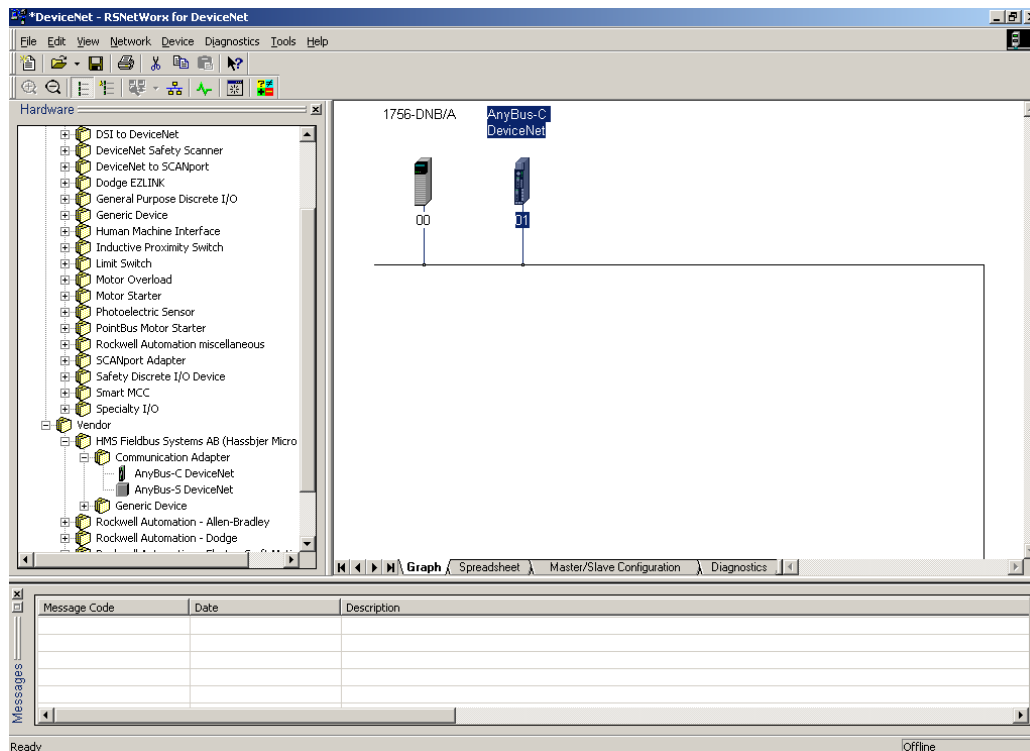 *DeviceNet - RSNetWorx for DeviceNet
File Edit View Network Device Diagnostics Tools Help
Hardware
DSI to DeviceNet
DeviceNet Safety Scanner
DeviceNet to SCANport
Dodge EZLINK
General Purpose Discrete I/O
Generic Device
Human Machine Interface
Inductive Proximity Switch
Limit Switch
Motor Overload
Motor Starter
Photoelectric Sensor
PointBus Motor Starter
Rockwell Automation miscellaneous
SCANport Adapter
Safety Discrete I/O Device
Smart MCC
Specialty I/O
Vendor
HMS Fieldbus Systems AB (Hassbjer Micro
Communication Adapter
AnyBus-C DeviceNet
AnyBus-S DeviceNet
Generic Device
Rockwell Automation - Allen-Bradley
Rockwell Automation - Dodge
1756-DNB/A
AnyBus-C
DeviceNet
00
01
Graph Spreadsheet Master/Slave Configuration Diagnostics
Messages
Message Code Date Description
Ready Offline